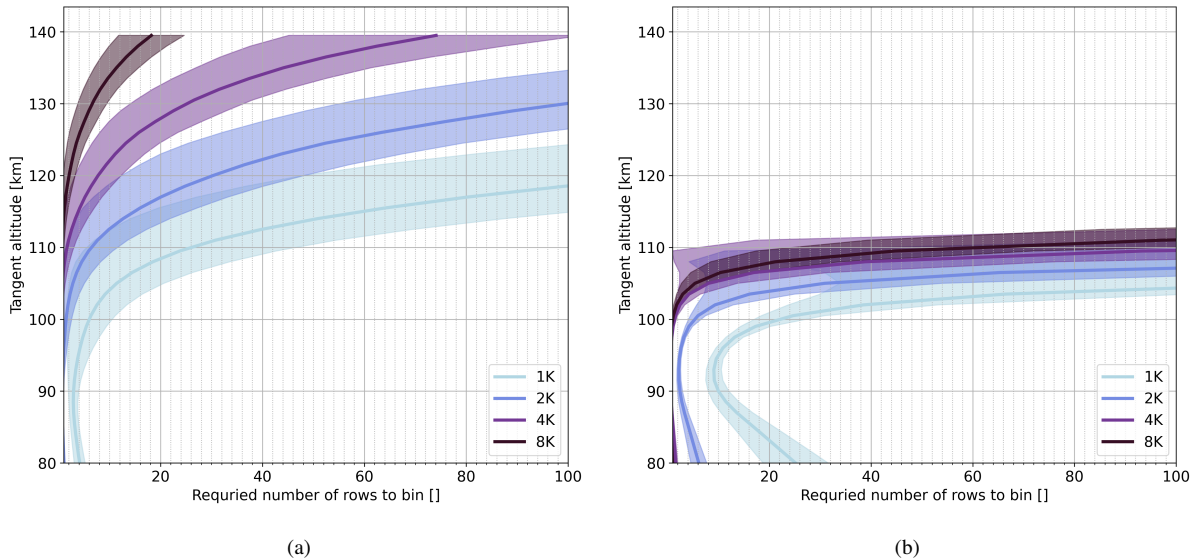 140
130
120
110
100
90
80
20
40
60
80
100
Tangent altitude [km]
Requried number of rows to bin []
1K
2K
4K
8K
(a)
140
130
120
110
100
90
80
20
40
60
80
100
Tangent altitude [km]
Requried number of rows to bin []
1K
2K
4K
8K
(b)